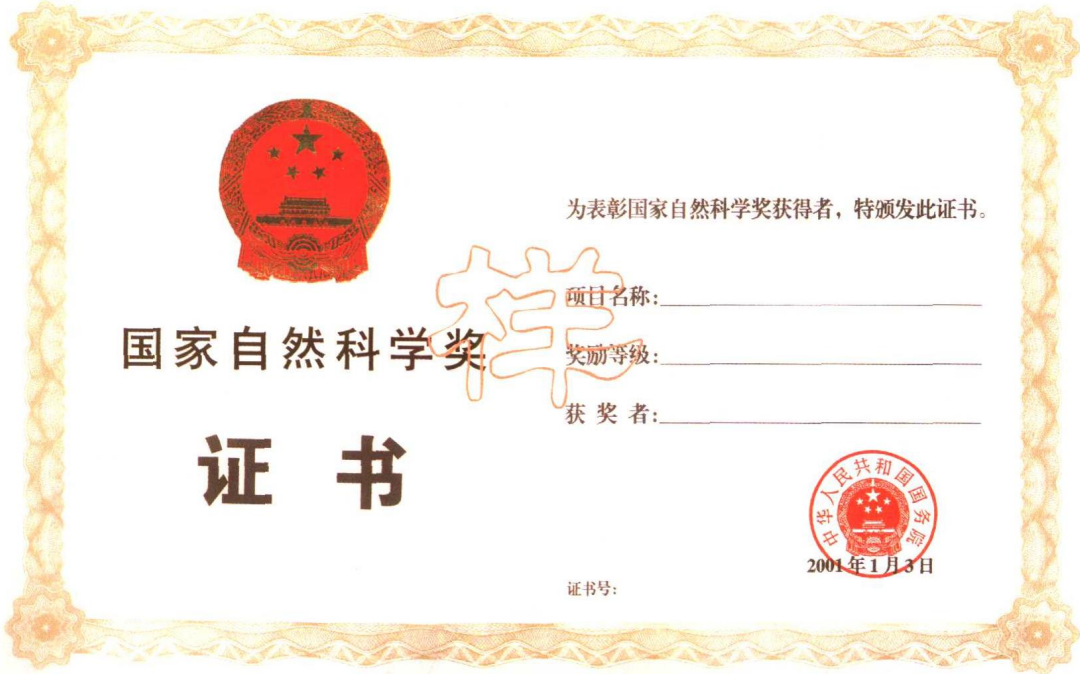 国家自然科学奖
证书
样
为表彰国家自然科学奖获得者，特颁发此证书。
项目名称:
奖励等级:
获奖者:
中华人民共和国国务院
2001年1月3日
证书号: